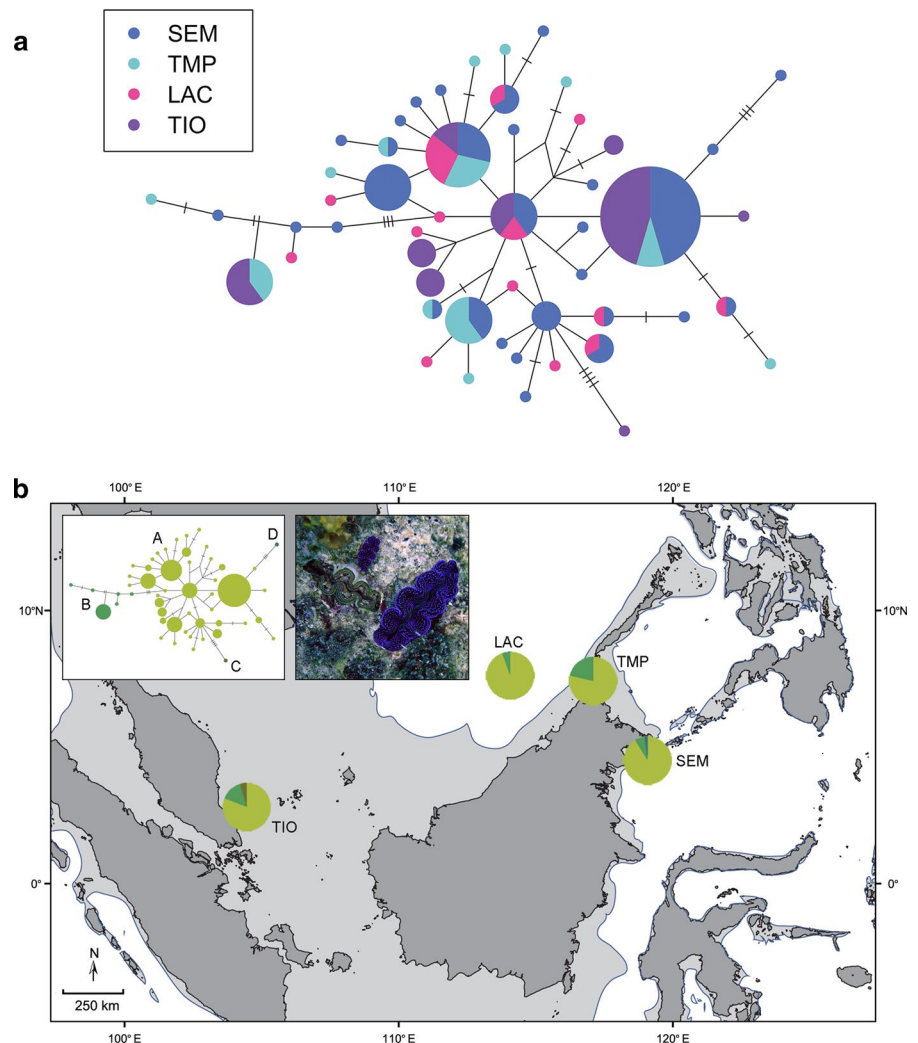 a
SEM
TMP
LAC
TIO
b
100° E 110° E 120° E
A D
B
C
10°N 10°N
LAC
TMP
SEM
TIO
0° 0°
N
250 km
100° E 110° E 120° E